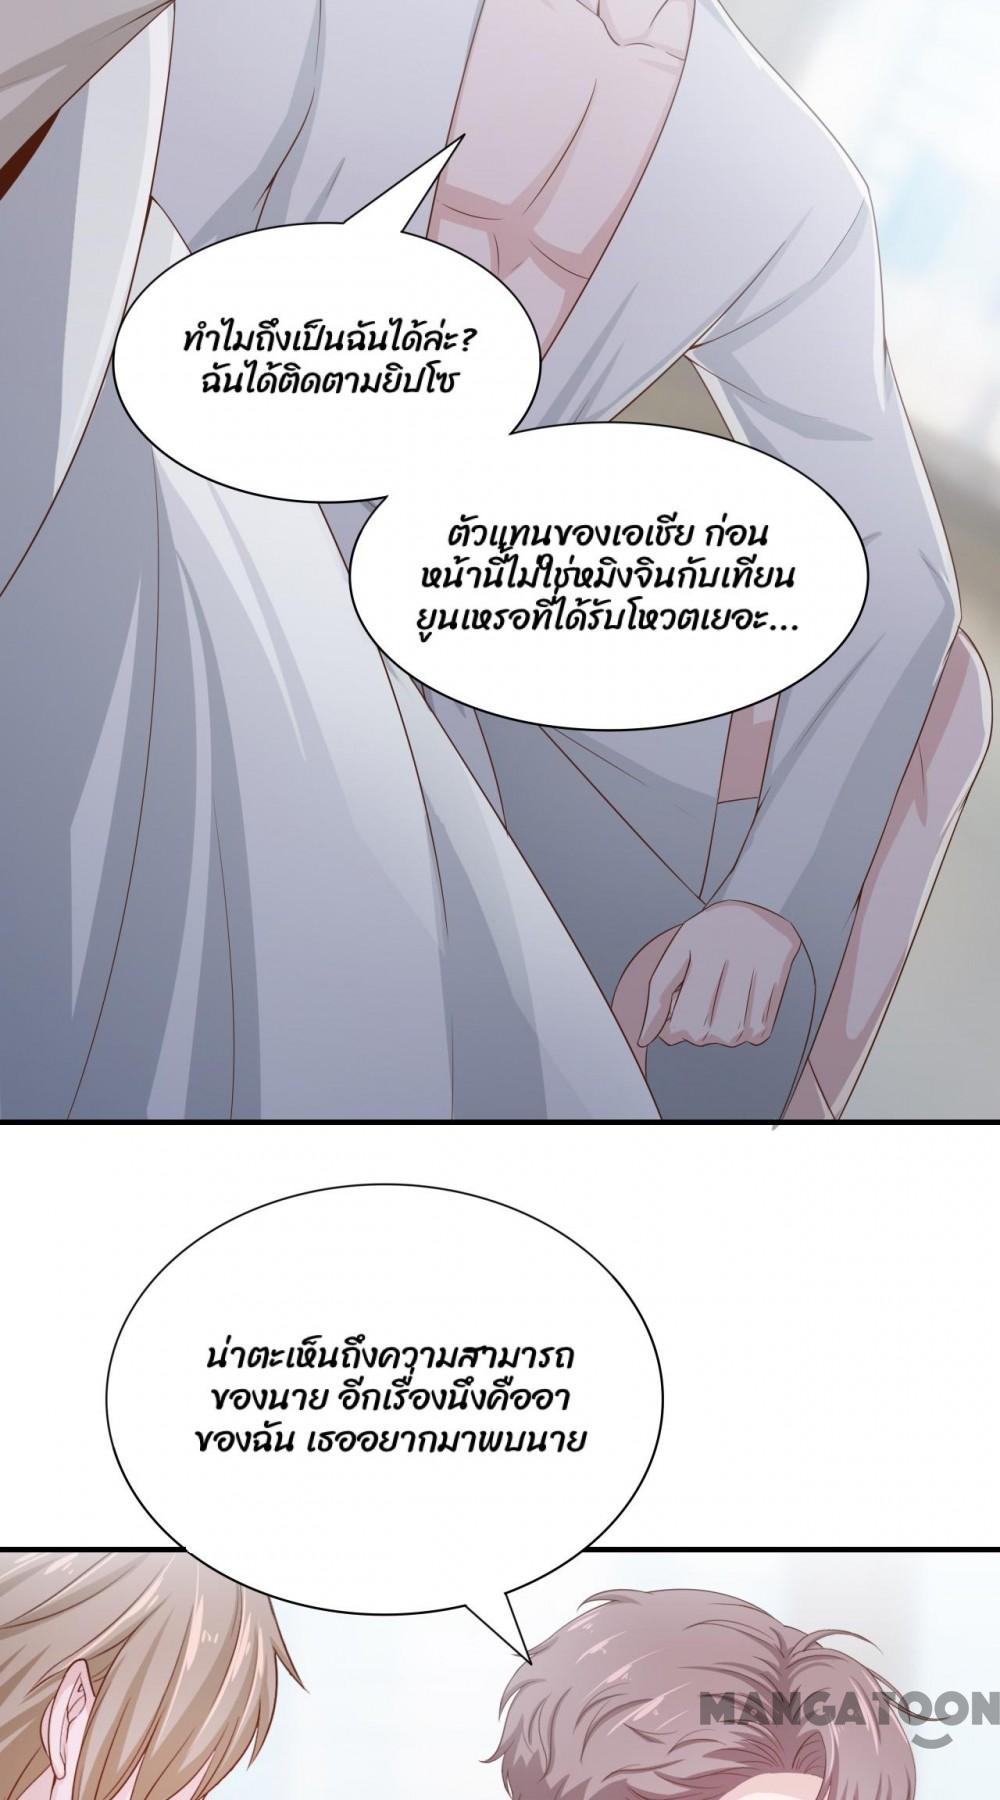 ทำไมถึงเป็นฉันได้ล่ะ?
ฉันได้ติดตามยิปโซ
ตัวแทนของเอเชีย ก่อน
หน้านี้ไม่ใช่หมิงจินกับเทียน
ยูนเหรอที่ได้รับโหวตเยอะ...
น่าตะเห็นถึงความสามารถ
ของนาย อีกเรื่องนึงคืออา
ของฉัน เธออยากมาพบนาย
MANGATOON